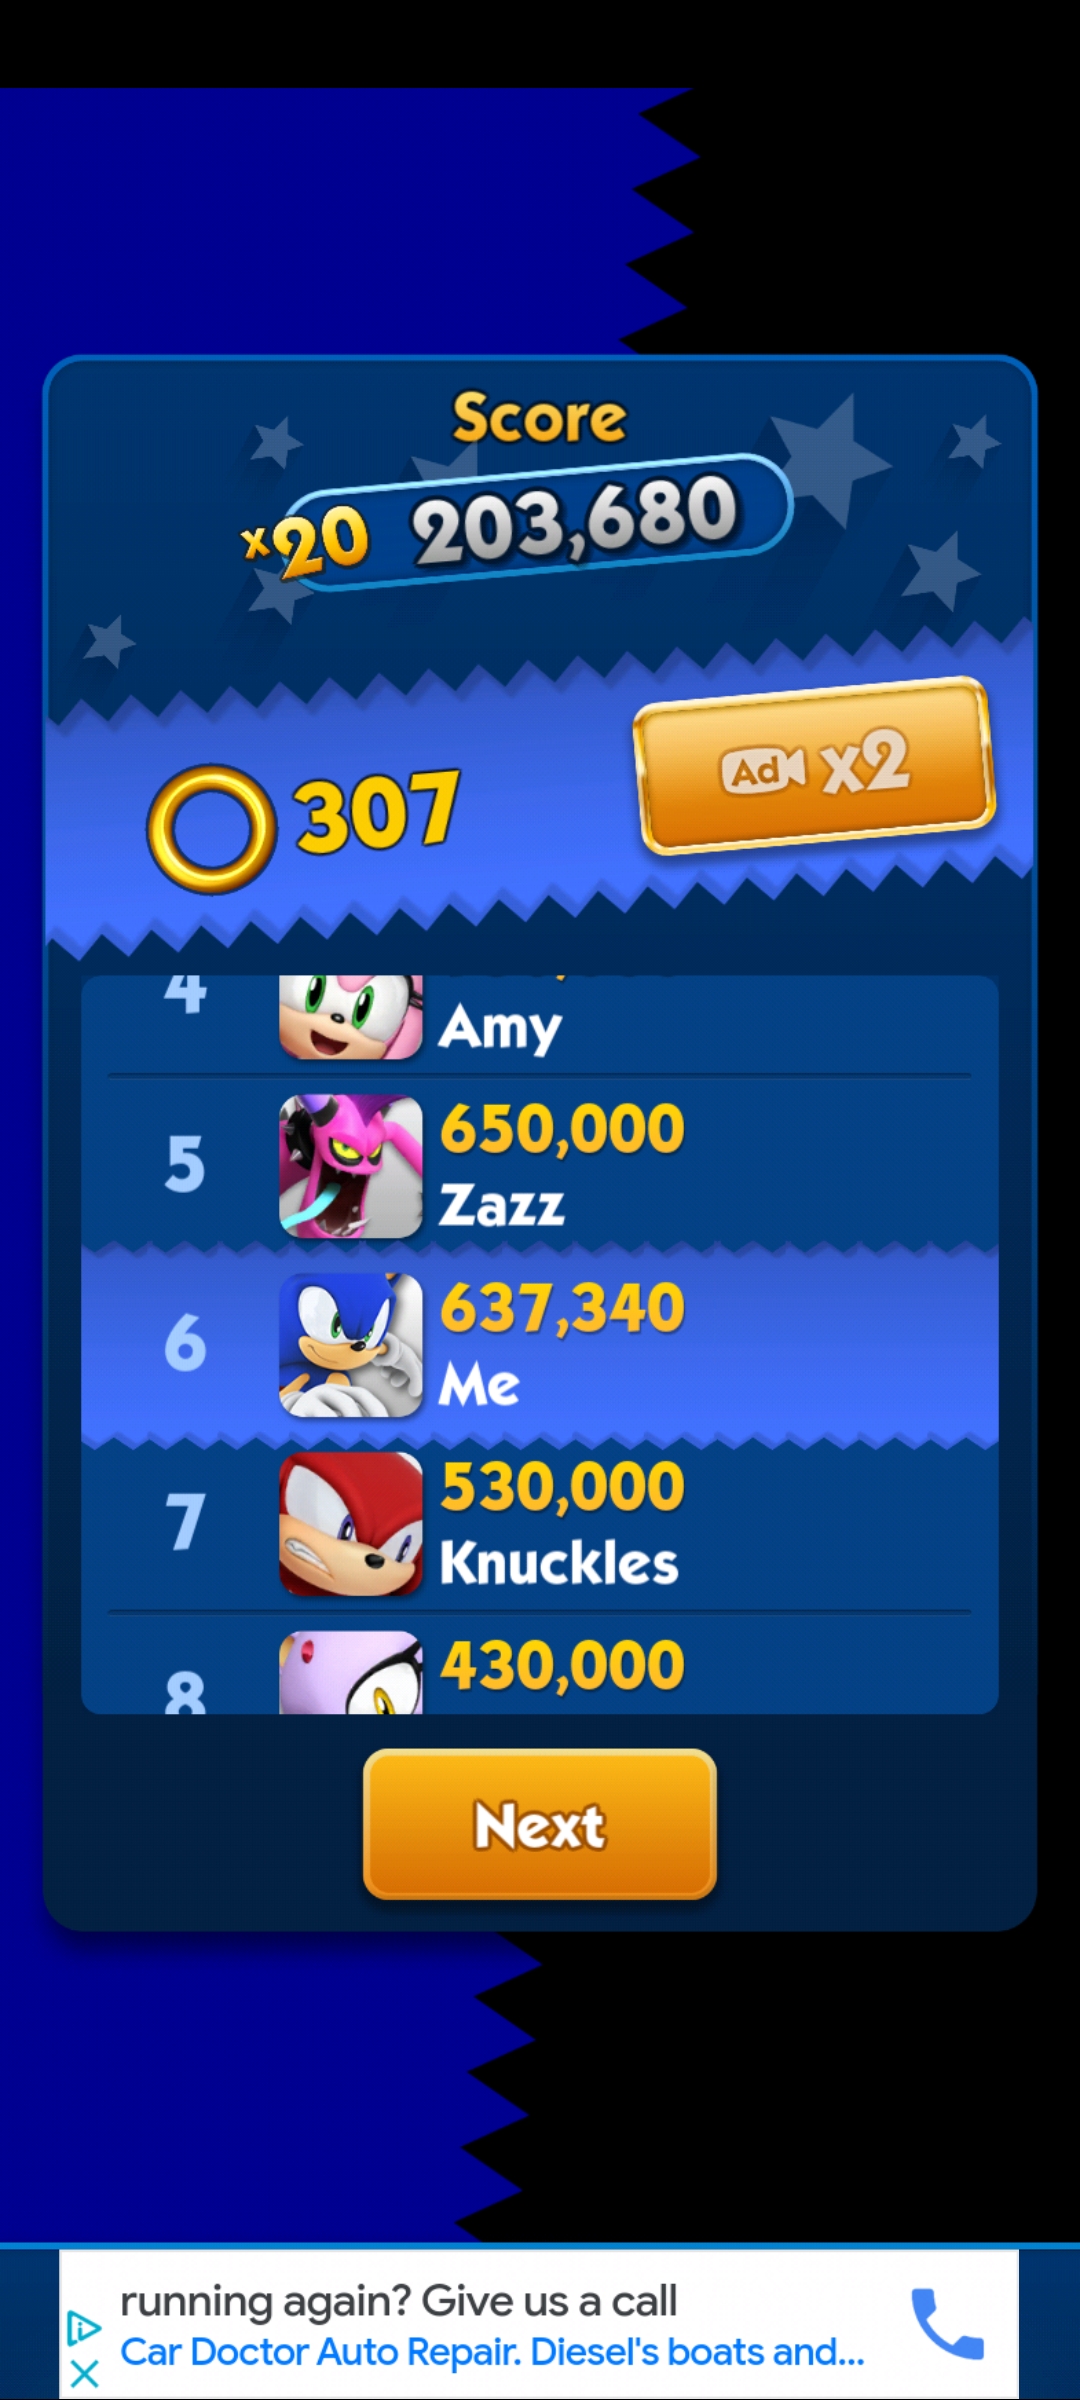 Score
x20 203,680
307
Ad x2
4
Amy
5
650,000
Zazz
6
637,340
Me
7
530,000
Knuckles
8
430,000
Next
running again? Give us a call
Car Doctor Auto Repair. Diesel's boats and...